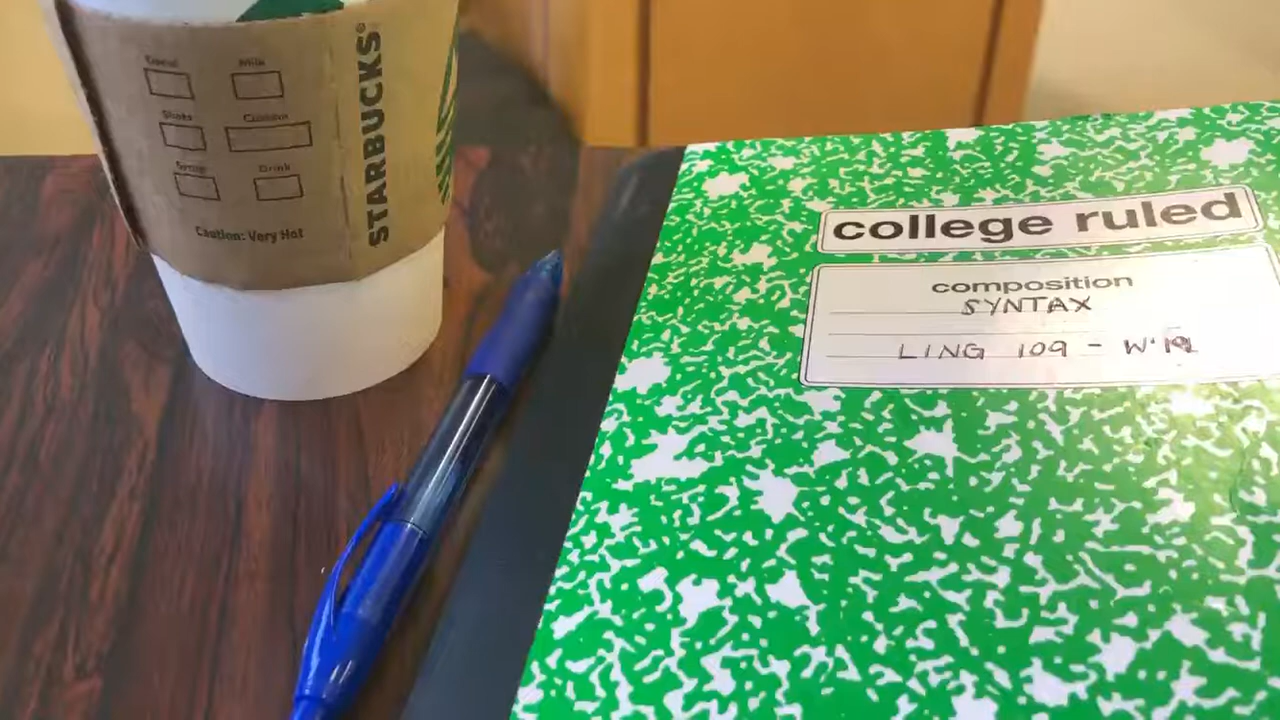 Decaf
Milk
Shots
Custom
Syrup
Drink
Caution: Very Hot
STARBUCKS®
college ruled
composition
SYNTAX
LING 109 -